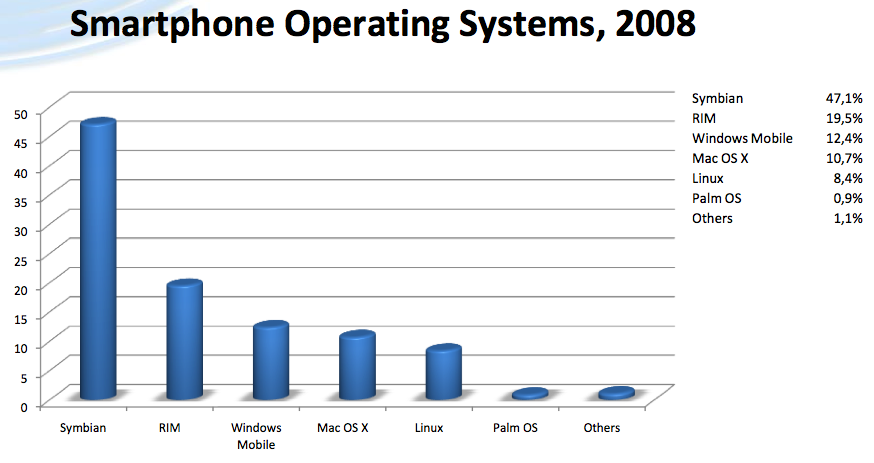 Smartphone Operating Systems, 2008
Symbian 47,1%
RIM 19,5%
Windows Mobile 12,4%
Mac OS X 10,7%
Linux 8,4%
Palm OS 0,9%
Others 1,1%
50
45
40
35
30
25
20
15
10
5
0
Symbian RIM Windows Mac OS X Linux Palm OS Others
Mobile